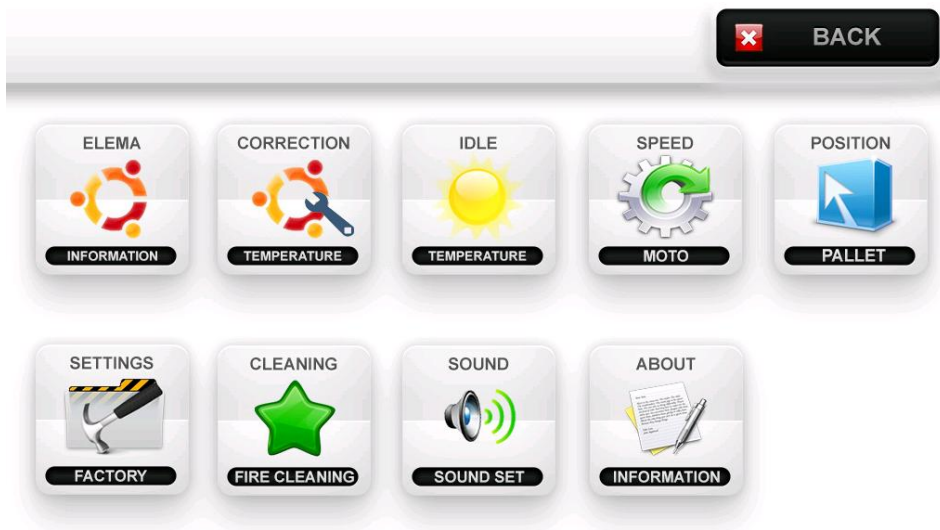 BACK
ELEMA
INFORMATION
CORRECTION
TEMPERATURE
IDLE
TEMPERATURE
SPEED
MOTO
POSITION
PALLET
SETTINGS
FACTORY
CLEANING
FIRE CLEANING
SOUND
SOUND SET
ABOUT
INFORMATION